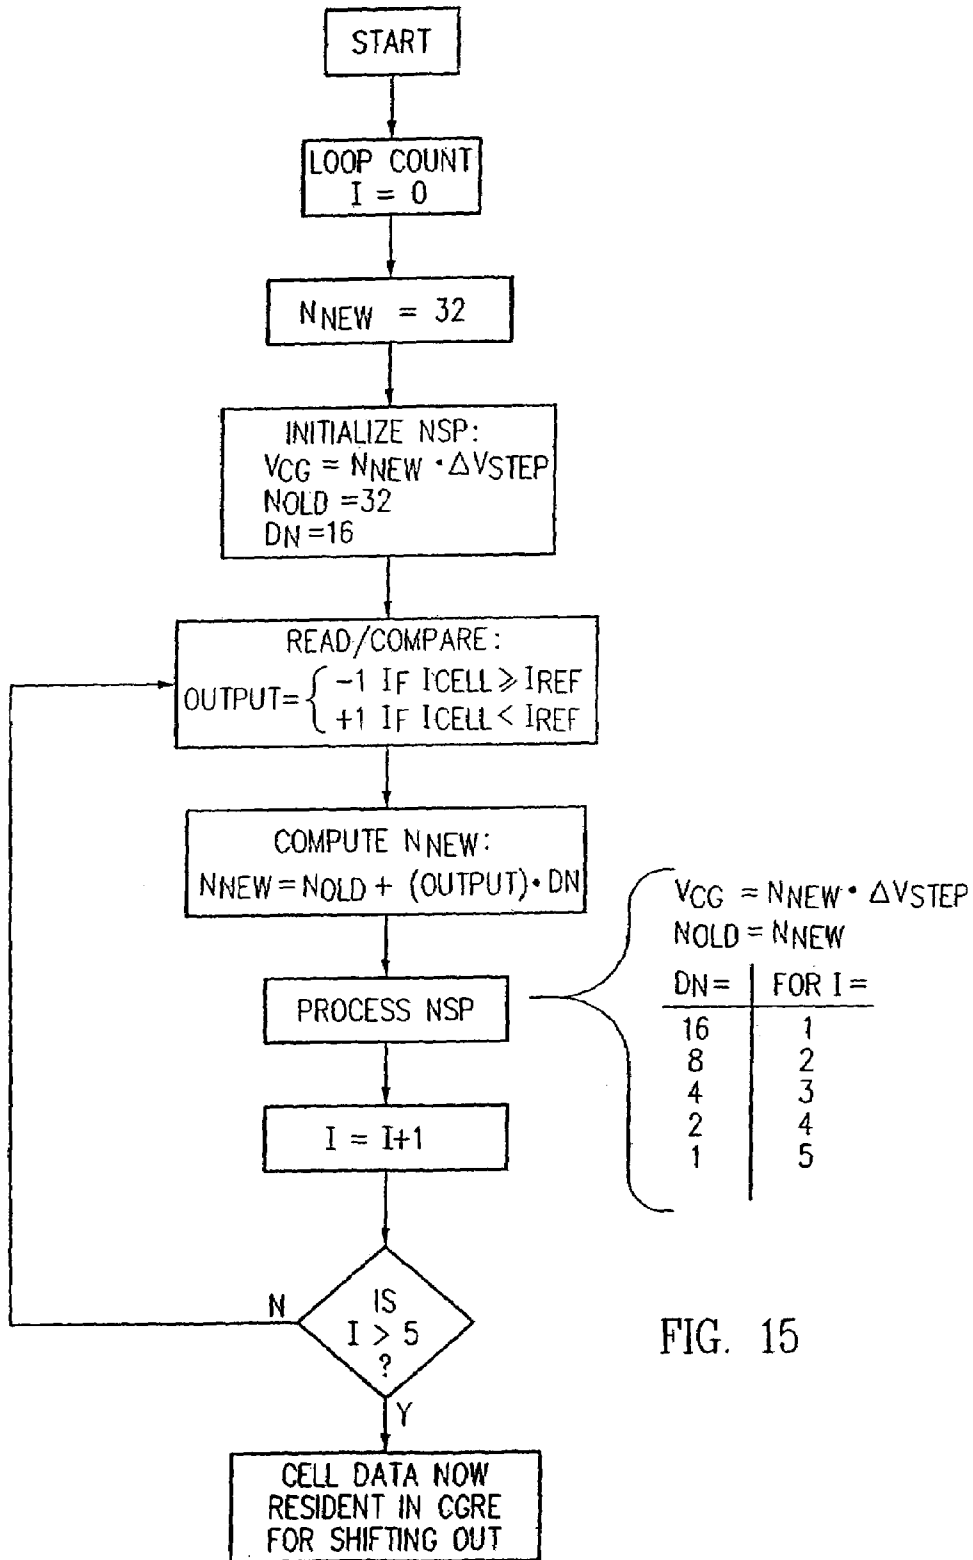 START
LOOP COUNT
I = 0
NNEW = 32
INITIALIZE NSP:
VCG = NNEW · ΔVSTEP
NOLD =32
DN =16
READ/COMPARE:
OUTPUT= { -1 IF ICELL ⩾ IREF
+1 IF ICELL < IREF
COMPUTE NNEW:
NNEW = NOLD + (OUTPUT) · DN
PROCESS NSP
VCG = NNEW · ΔVSTEP
NOLD = NNEW
DN = FOR I =
16 1
8 2
4 3
2 4
1 5
I = I+1
IS
I > 5
?
N
Y
CELL DATA NOW
RESIDENT IN CGRE
FOR SHIFTING OUT
FIG. 15